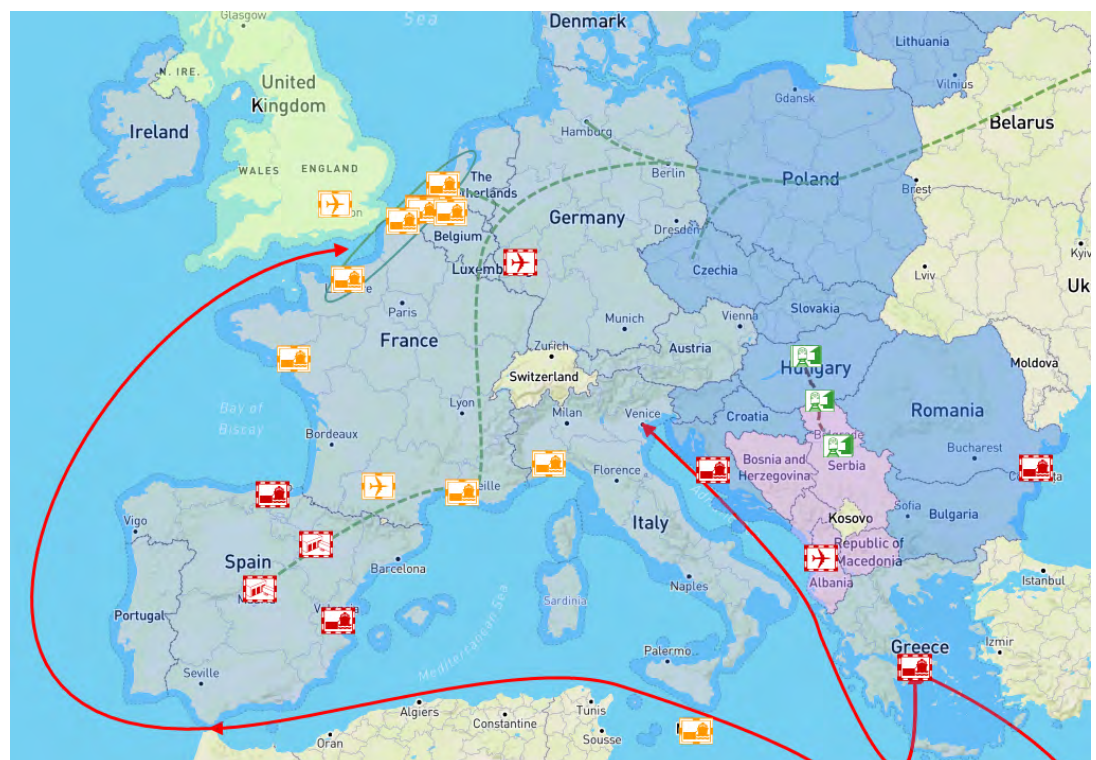 Glasgow
Sea
Denmark
Lithuania
N. IRE.
United
Kingdom
Vilnius
Gdansk
Ireland
Hamburg
Belarus
WALES
ENGLAND
The
Berlin
Poland
Brest
Germany
Belgium
Dresden
Kyiv
Luxemb
Czechia
Lviv
Uk
Paris
Slovakia
Munich
Vienna
France
Zurich
Austria
Moldova
Switzerland
Hungary
Lyon
Milan
Venice
Croatia
Romania
Bay of
Biscay
Bordeaux
Bucharest
Bosnia and
Herzegovina
Serbia
Florence
Vigo
Sofia
Bulgaria
Kosovo
Italy
Republic of
Macedonia
Spain
Barcelona
Albania
Istanbul
Naples
Sardinia
Portugal
Mediterranean Sea
Greece
Izmir
Palermo
Seville
Algiers
Tunis
Constantine
Oran
Sousse